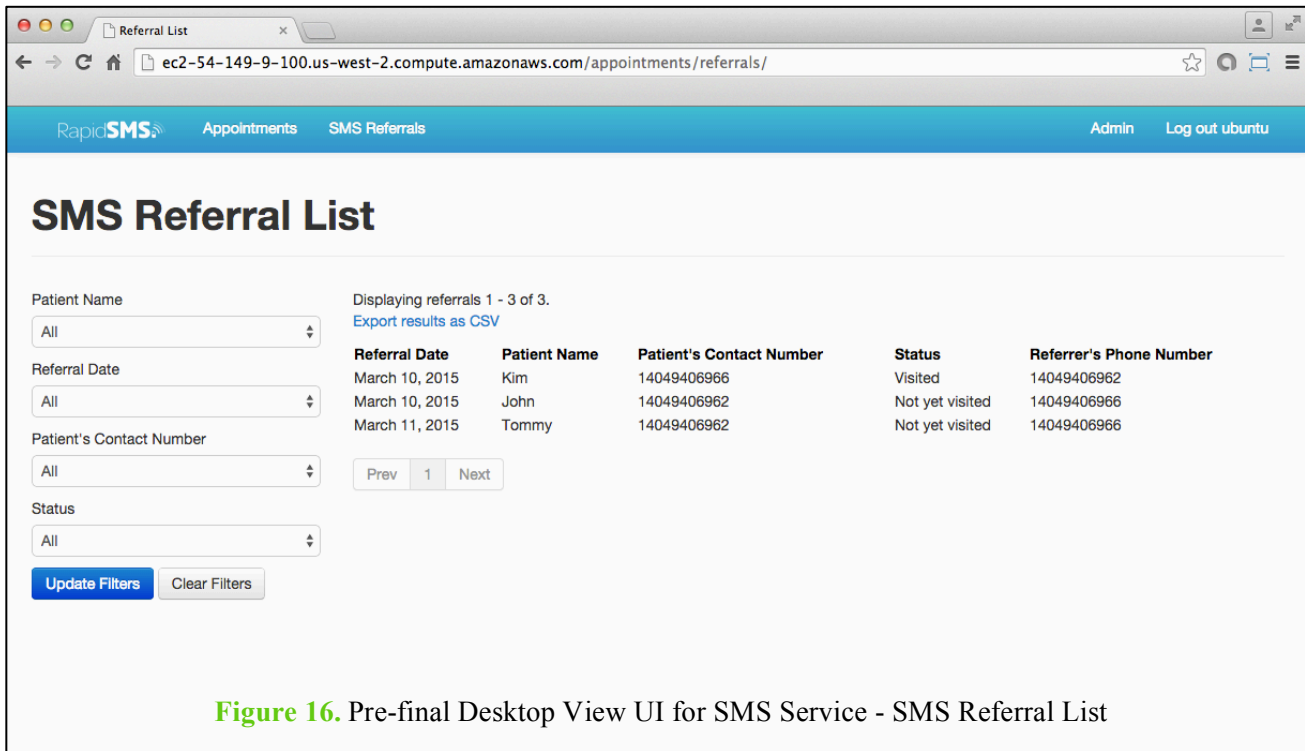 Referral List
ec2-54-149-9-100.us-west-2.compute.amazonaws.com/appointments/referrals/
RapidSMS Appointments SMS Referrals Admin Log out ubuntu
SMS Referral List
Patient Name
All
Referral Date
All
Patient's Contact Number
All
Status
All
Update Filters Clear Filters
Displaying referrals 1 - 3 of 3.
Export results as CSV
Referral Date Patient Name Patient's Contact Number Status Referrer's Phone Number
March 10, 2015 Kim 14049406966 Visited 14049406962
March 10, 2015 John 14049406962 Not yet visited 14049406966
March 11, 2015 Tommy 14049406962 Not yet visited 14049406966
Prev 1 Next
Figure 16. Pre-final Desktop View UI for SMS Service - SMS Referral List